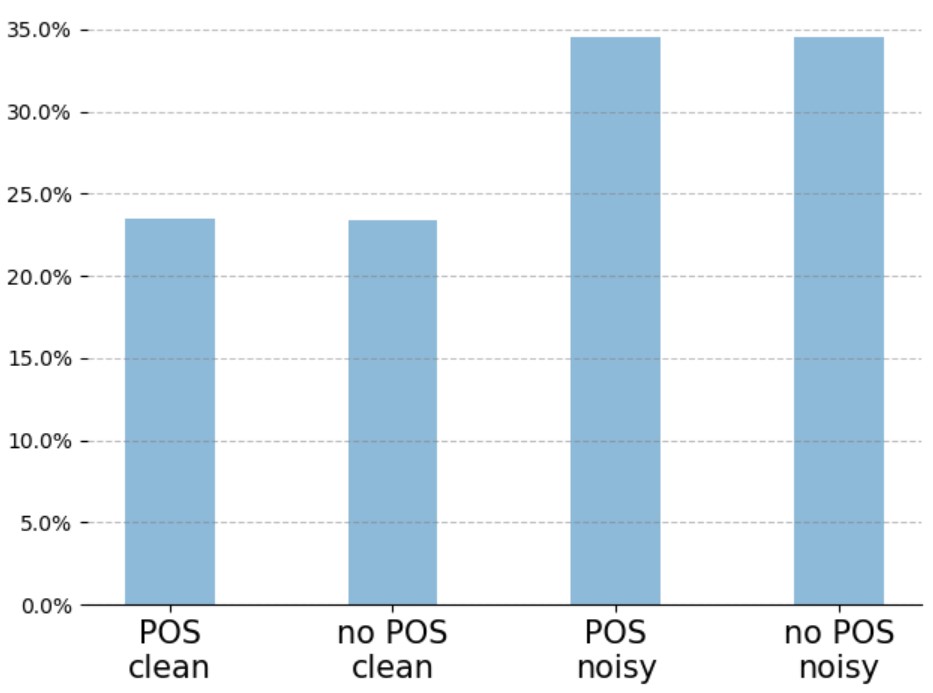 35.0%
30.0%
25.0%
20.0%
15.0%
10.0%
5.0%
0.0%
POS
clean
no POS
clean
POS
noisy
no POS
noisy